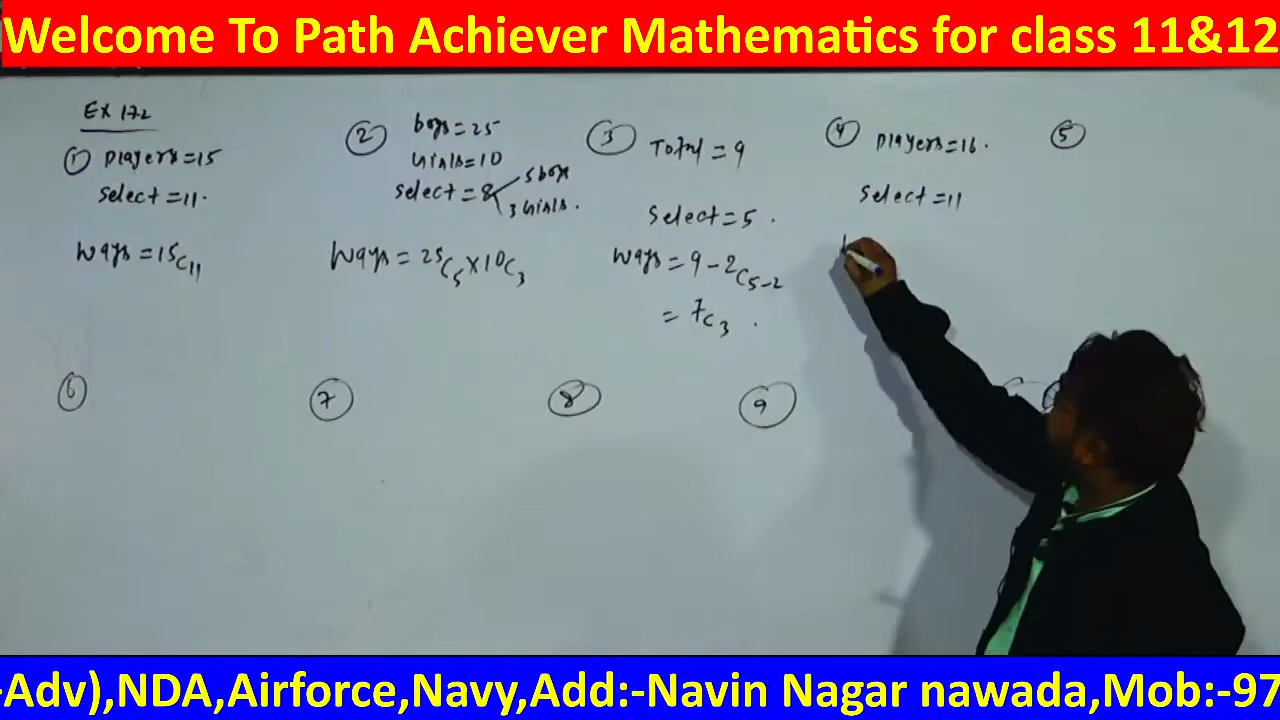 Welcome To Path Achiever Mathematics for class 11&12
EX 17.2
① Players=15
select=11.
Ways = 15C11
② boys=25
Girls=10
select=8 5 boys
3 Girls.
Ways = 25C5 × 10C3
③ Total = 9
Select=5.
Ways = 9-2C5-2
= 7C3.
④ Players=16.
Select=11
⑤
⑥
⑦
⑧
⑨
-Adv),NDA,Airforce,Navy,Add:-Navin Nagar nawada,Mob:-97